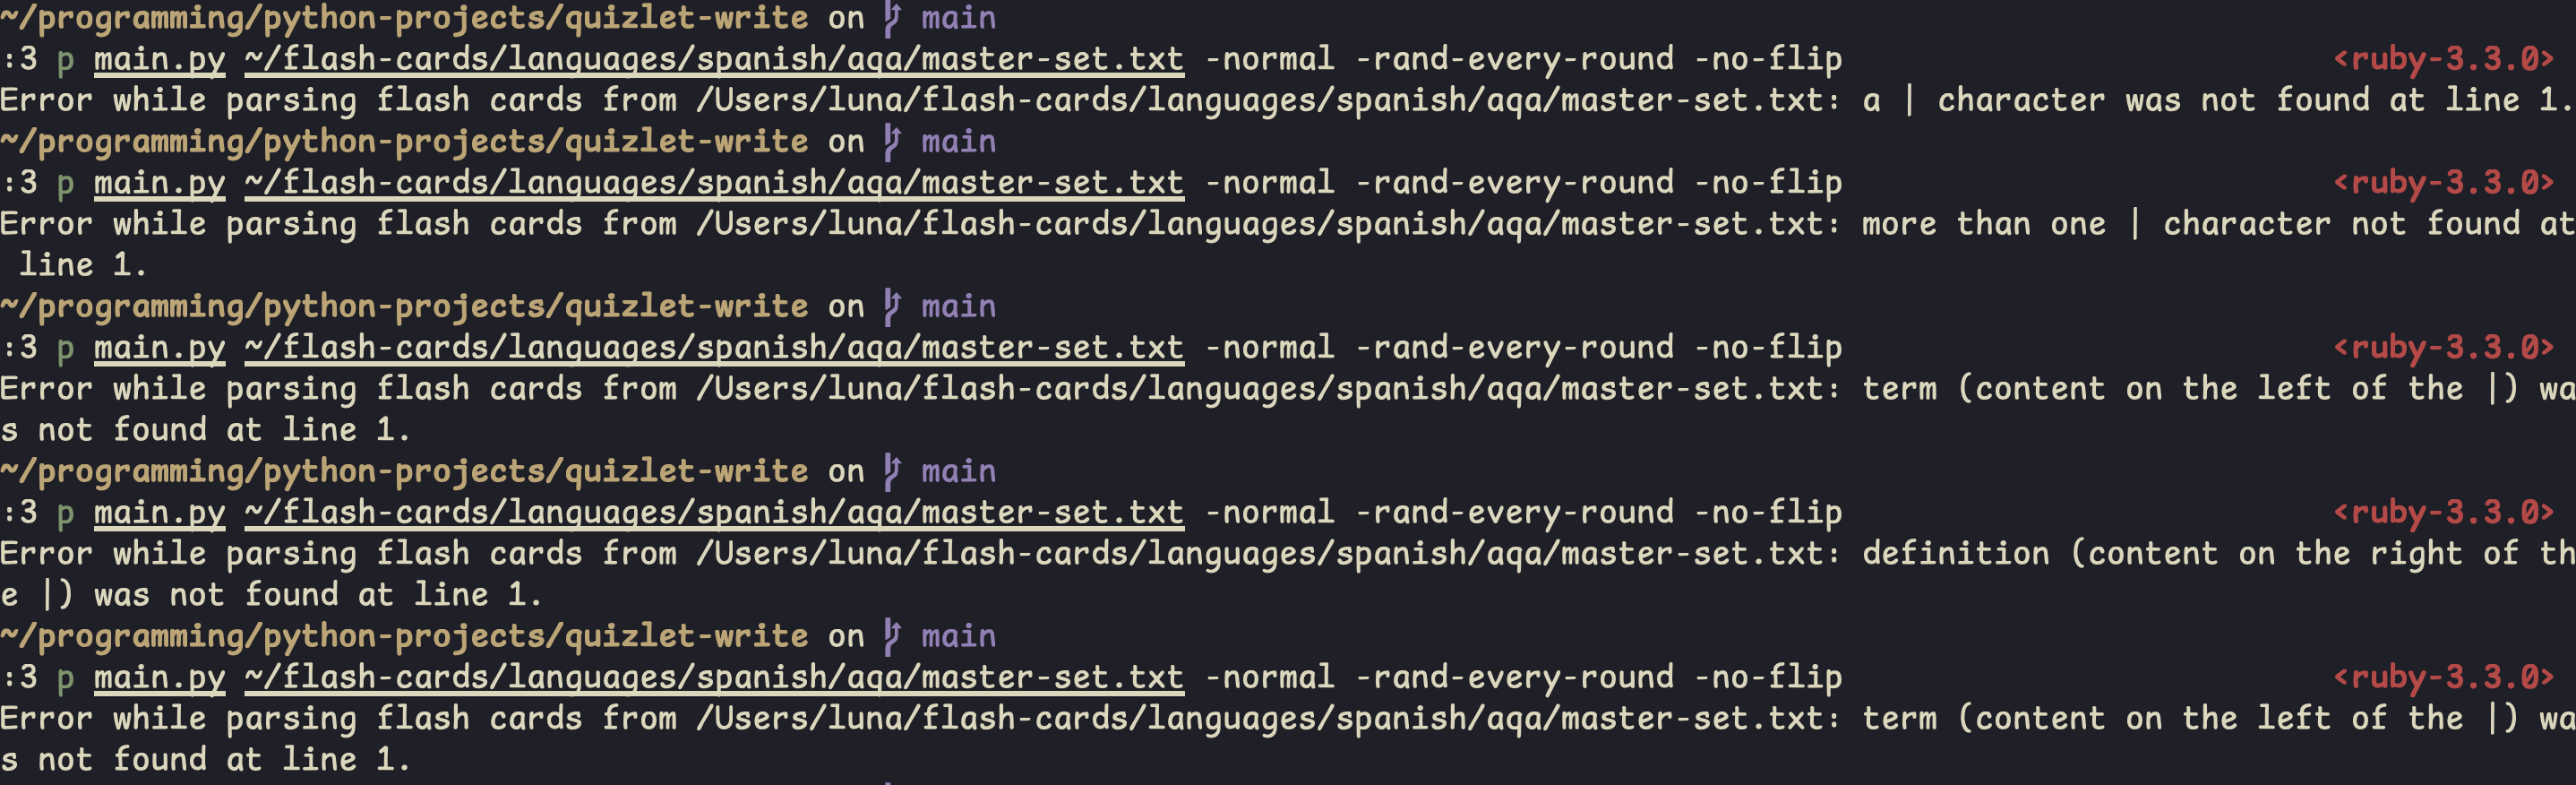 ~/programming/python-projects/quizlet-write on main
:3 p main.py ~/flash-cards/languages/spanish/aqa/master-set.txt -normal -rand-every-round -no-flip <ruby-3.3.0>
Error while parsing flash cards from /Users/luna/flash-cards/languages/spanish/aqa/master-set.txt: a | character was not found at line 1.
~/programming/python-projects/quizlet-write on main
:3 p main.py ~/flash-cards/languages/spanish/aqa/master-set.txt -normal -rand-every-round -no-flip <ruby-3.3.0>
Error while parsing flash cards from /Users/luna/flash-cards/languages/spanish/aqa/master-set.txt: more than one | character not found at
 line 1.
~/programming/python-projects/quizlet-write on main
:3 p main.py ~/flash-cards/languages/spanish/aqa/master-set.txt -normal -rand-every-round -no-flip <ruby-3.3.0>
Error while parsing flash cards from /Users/luna/flash-cards/languages/spanish/aqa/master-set.txt: term (content on the left of the |) wa
s not found at line 1.
~/programming/python-projects/quizlet-write on main
:3 p main.py ~/flash-cards/languages/spanish/aqa/master-set.txt -normal -rand-every-round -no-flip <ruby-3.3.0>
Error while parsing flash cards from /Users/luna/flash-cards/languages/spanish/aqa/master-set.txt: definition (content on the right of th
e |) was not found at line 1.
~/programming/python-projects/quizlet-write on main
:3 p main.py ~/flash-cards/languages/spanish/aqa/master-set.txt -normal -rand-every-round -no-flip <ruby-3.3.0>
Error while parsing flash cards from /Users/luna/flash-cards/languages/spanish/aqa/master-set.txt: term (content on the left of the |) wa
s not found at line 1.